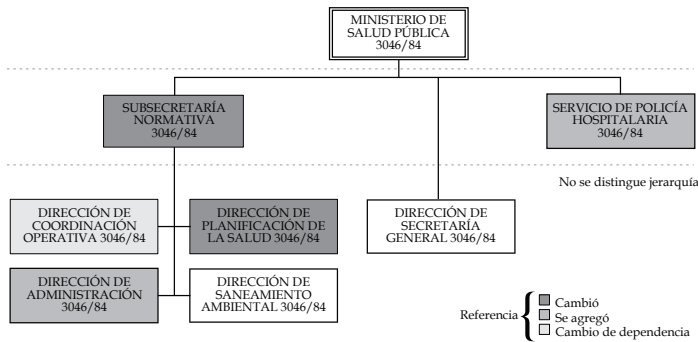 MINISTERIO DE
SALUD PÚBLICA
3046/84
SUBSECRETARÍA
NORMATIVA
3046/84
SERVICIO DE POLICÍA
HOSPITALARIA
3046/84
No se distingue jerarquía
DIRECCIÓN DE
COORDINACIÓN
OPERATIVA 3046/84
DIRECCIÓN DE
PLANIFICACIÓN DE
LA SALUD 3046/84
DIRECCIÓN DE
SECRETARÍA
GENERAL 3046/84
DIRECCIÓN DE
ADMINISTRACIÓN
3046/84
DIRECCIÓN DE
SANEAMIENTO
AMBIENTAL 3046/84
Referencia
Cambió
Se agregó
Cambio de dependencia